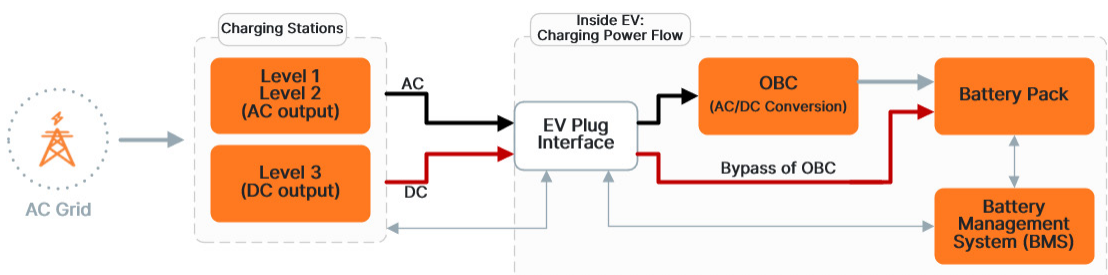 Charging Stations
Inside EV:
Charging Power Flow
Level 1
Level 2
(AC output)
AC
OBC
(AC/DC Conversion)
Battery Pack
EV Plug
Interface
Level 3
(DC output)
DC
Bypass of OBC
AC Grid
Battery
Management
System (BMS)